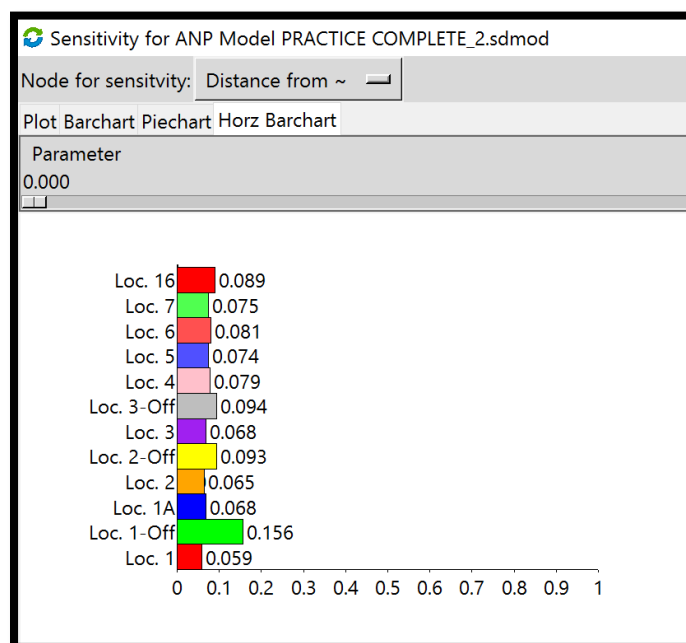 Sensitivity for ANP Model PRACTICE COMPLETE_2.sdmod
Node for sensitvity: Distance from ~
Plot Barchart Piechart Horz Barchart
Parameter
0.000
Loc. 16 0.089
Loc. 7 0.075
Loc. 6 0.081
Loc. 5 0.074
Loc. 4 0.079
Loc. 3-Off 0.094
Loc. 3 0.068
Loc. 2-Off 0.093
Loc. 2 0.065
Loc. 1A 0.068
Loc. 1-Off 0.156
Loc. 1 0.059
0 0.1 0.2 0.3 0.4 0.5 0.6 0.7 0.8 0.9 1